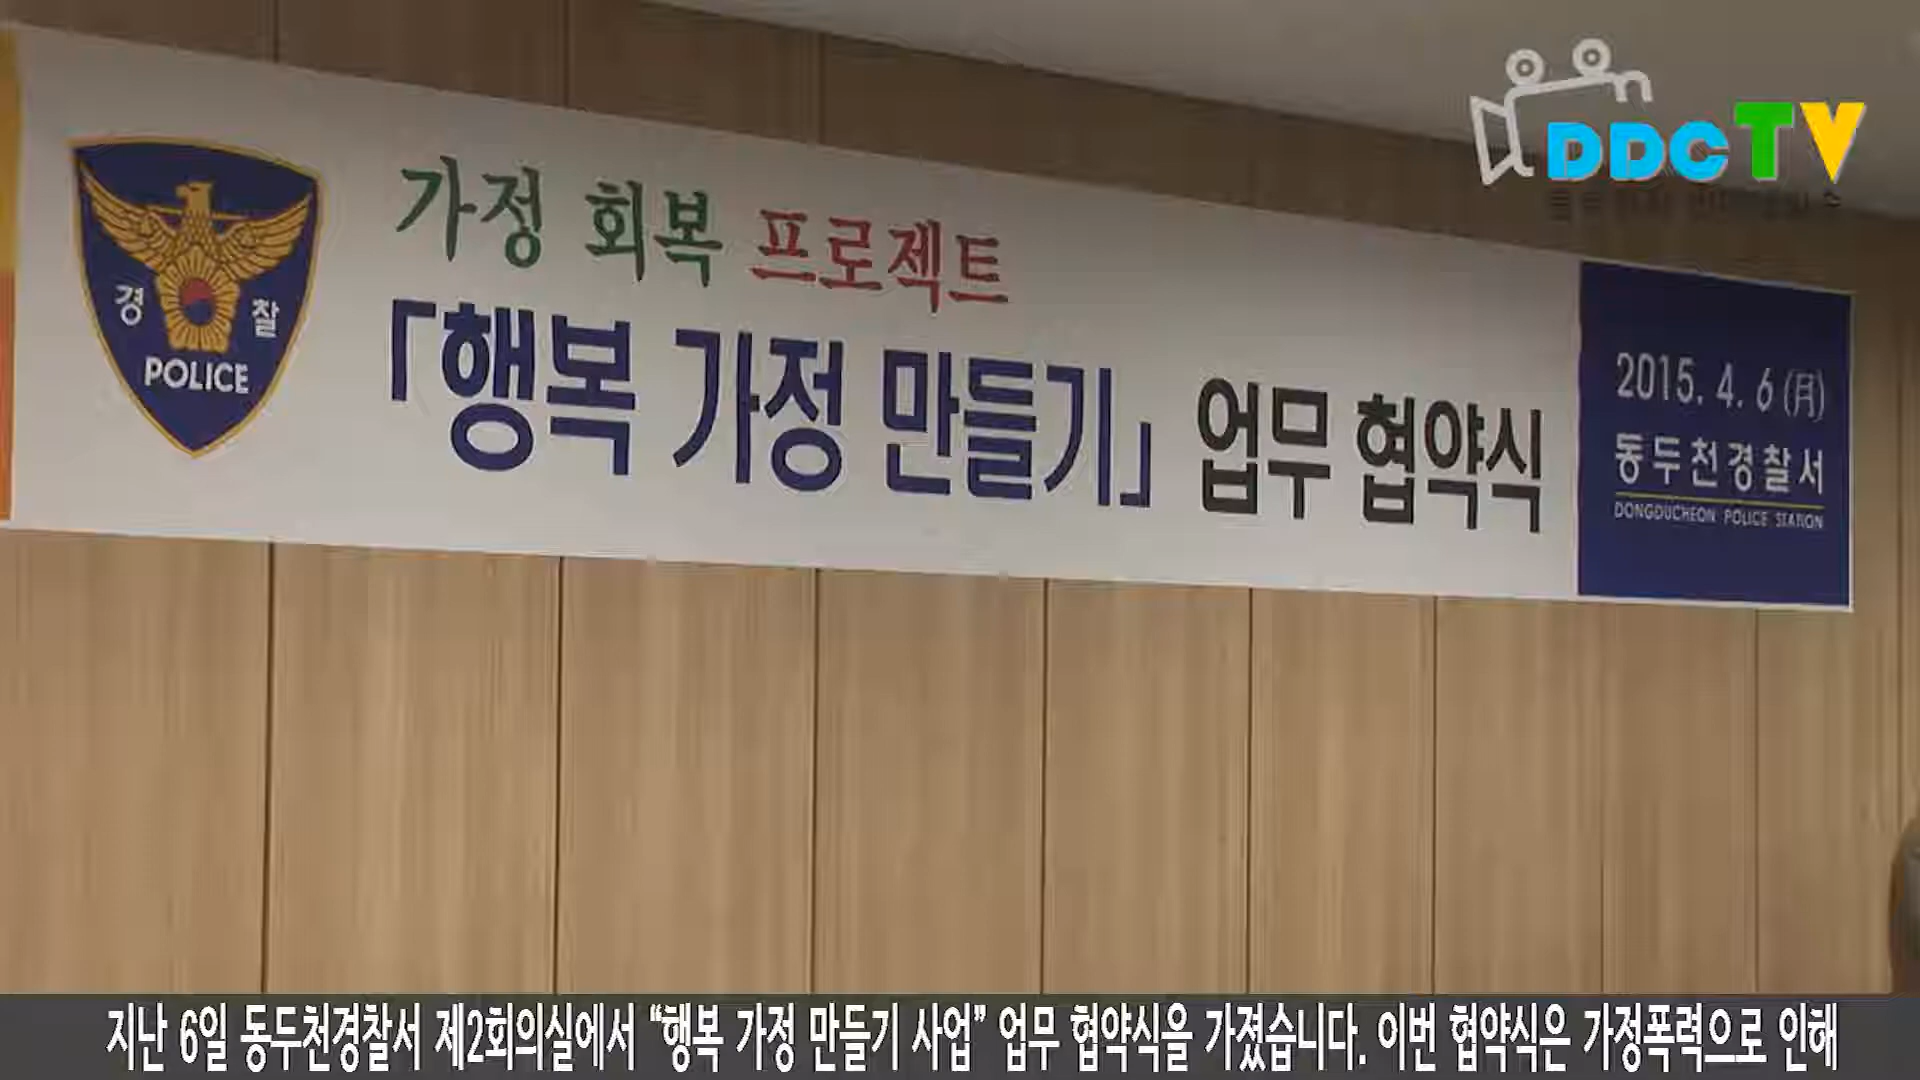 DDCTV
가정 회복 프로젝트
「행복 가정 만들기」 업무 협약식
경찰
POLICE
2015. 4. 6 (月)
동두천경찰서
DONGDUCHEON POLICE STATION
지난 6일 동두천경찰서 제2회의실에서 “행복 가정 만들기 사업” 업무 협약식을 가졌습니다. 이번 협약식은 가정폭력으로 인해